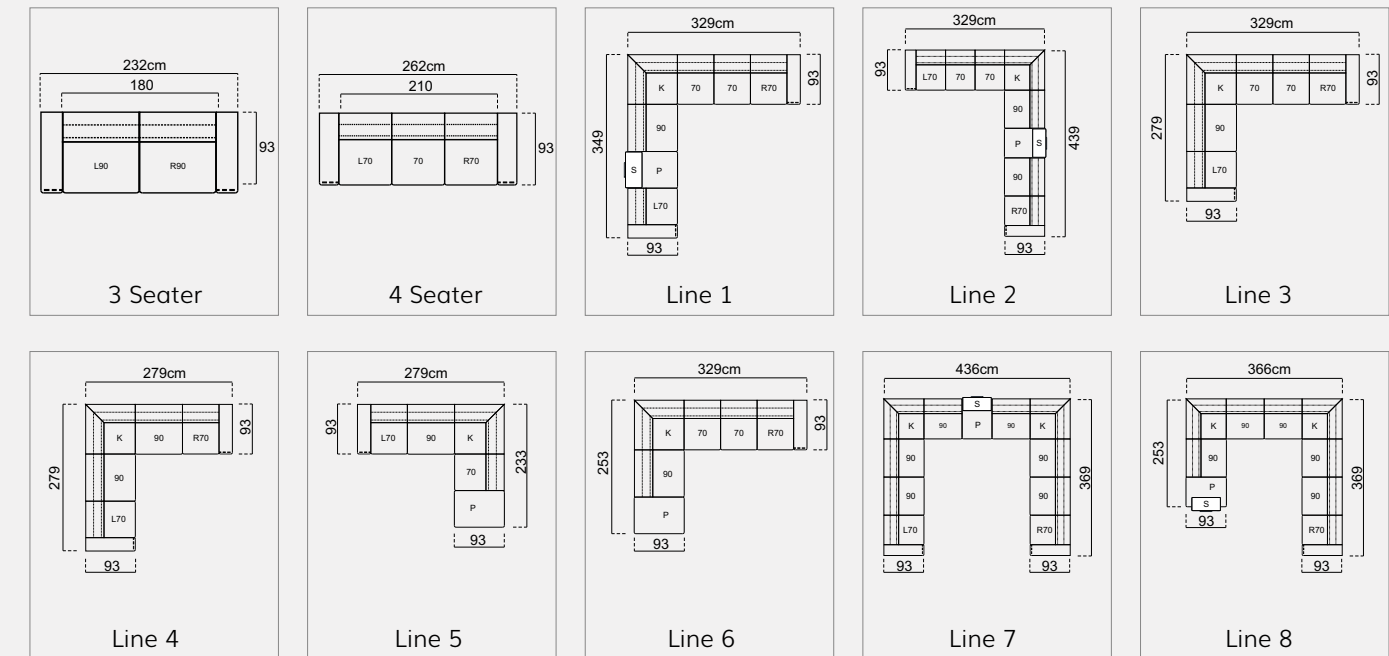 232cm
180
L90
R90
93
3 Seater
262cm
210
L70
70
R70
93
4 Seater
329cm
K
70
70
R70
93
90
349
S
P
L70
93
Line 1
329cm
93
L70
70
70
K
90
P
S
439
90
R70
93
Line 2
329cm
K
70
70
R70
93
90
279
L70
93
Line 3
279cm
K
90
R70
93
279
90
L70
93
Line 4
279cm
93
L70
90
K
70
233
P
93
Line 5
329cm
K
70
70
R70
93
253
90
P
93
Line 6
436cm
S
K
90
P
90
K
90
90
369
90
90
L70
R70
93
93
Line 7
366cm
K
90
90
K
253
90
90
369
P
90
S
93
R70
93
Line 8